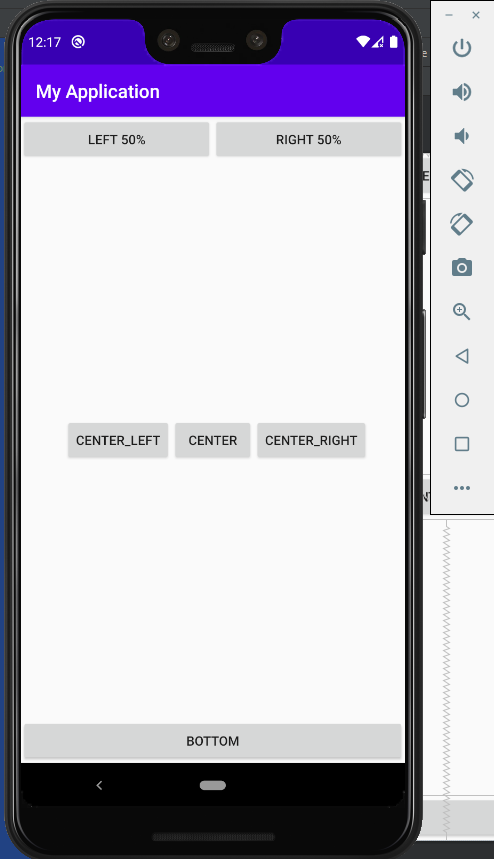 12:17
My Application
LEFT 50% RIGHT 50%
CENTER_LEFT CENTER CENTER_RIGHT
BOTTOM